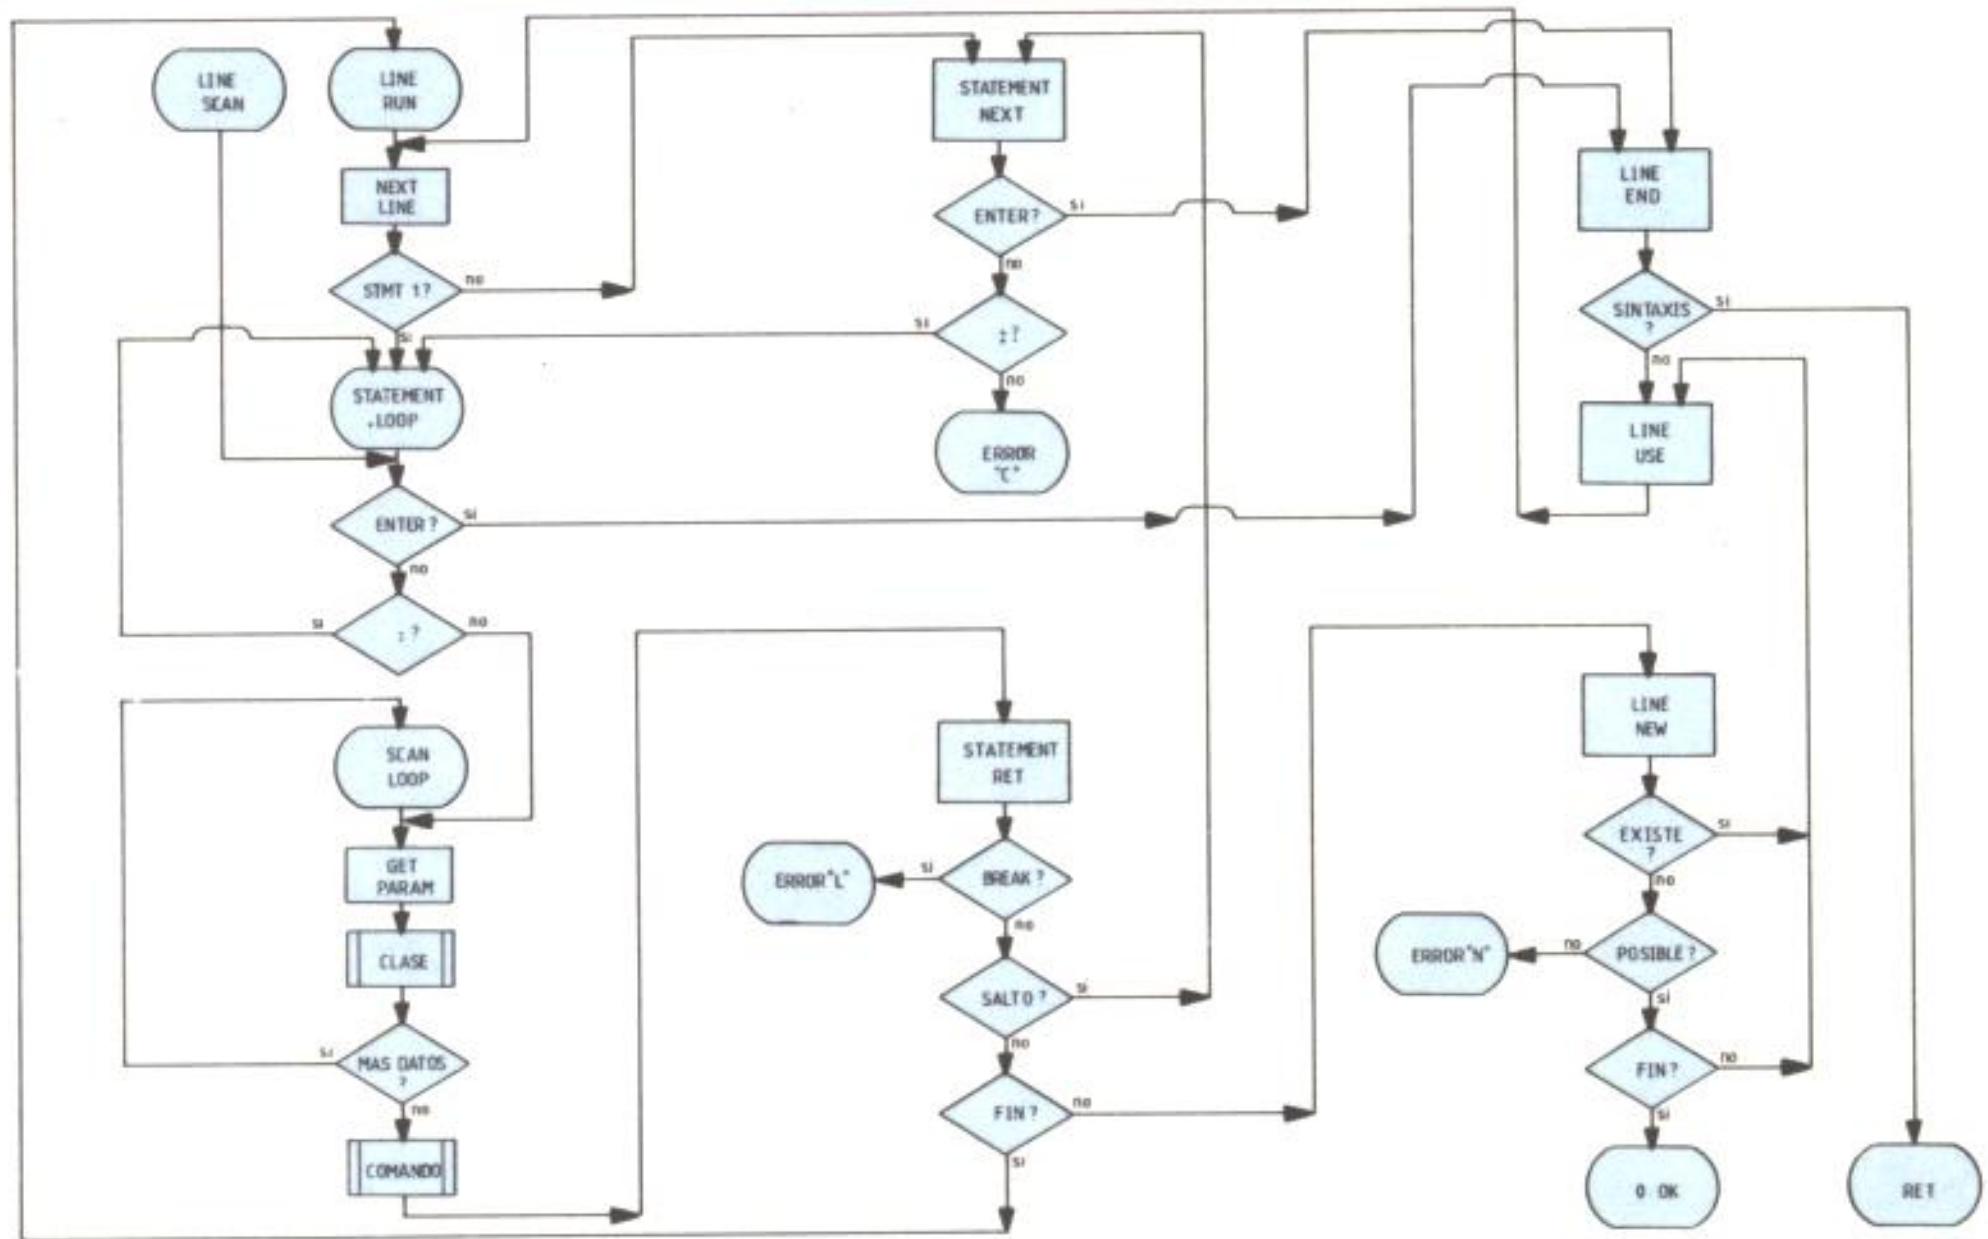 LINE
SCAN
LINE
RUN
NEXT
LINE
STMT 1?
no
si
STATEMENT
.LOOP
ENTER?
si
no
: ?
si
no
SCAN
LOOP
GET
PARAM
CLASE
MAS DATOS
?
si
no
COMANDO
STATEMENT
NEXT
ENTER?
si
no
:?
si
no
ERROR
"C"
STATEMENT
RET
BREAK?
si
no
ERROR"L"
SALTO?
si
no
FIN?
no
si
LINE
END
SINTAXIS
?
si
no
LINE
USE
LINE
NEW
EXISTE
?
si
no
POSIBLE?
no
si
ERROR"N"
FIN?
no
si
0 OK
RET